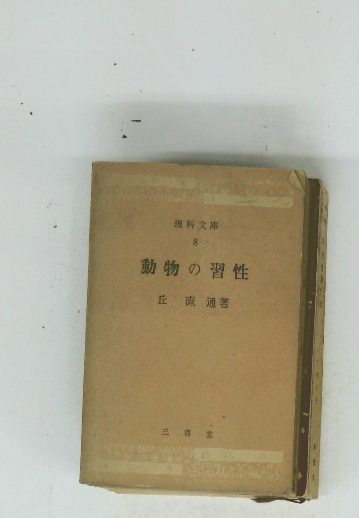 理科文庫
8
動物の習性
丘直通著
三省堂